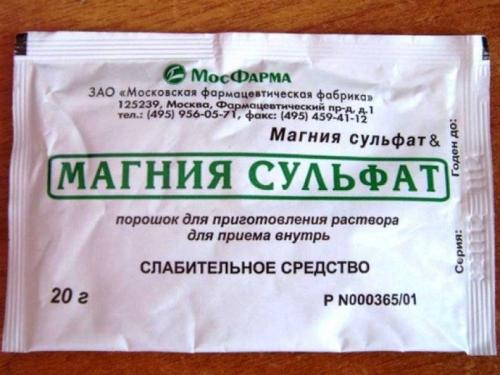 МосФарма
ЗАО «Московская фармацевтическая фабрика»
125239, Москва, Фармацевтический пр-д, д.1
тел.: (495) 956-05-71, факс: (495) 459-41-12
Магния сульфат &
МАГНИЯ СУЛЬФАТ
порошок для приготовления раствора
для приема внутрь
СЛАБИТЕЛЬНОЕ СРЕДСТВО
20 г
Р N000365/01
Серия:
Годен до: